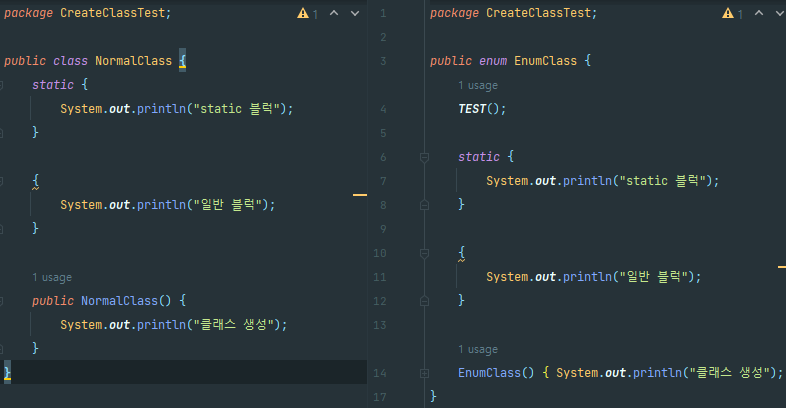 package CreateClassTest;
1
public class NormalClass {
static {
System.out.println("static 블럭");
}
{
System.out.println("일반 블럭");
}
1 usage
public NormalClass() {
System.out.println("클래스 생성");
}
}
1 package CreateClassTest;
1
2
3 public enum EnumClass {
1 usage
4 TEST();
5
6 static {
7 System.out.println("static 블럭");
8 }
9
10 {
11 System.out.println("일반 블럭");
12 }
13
1 usage
14 EnumClass() { System.out.println("클래스 생성");
17 }